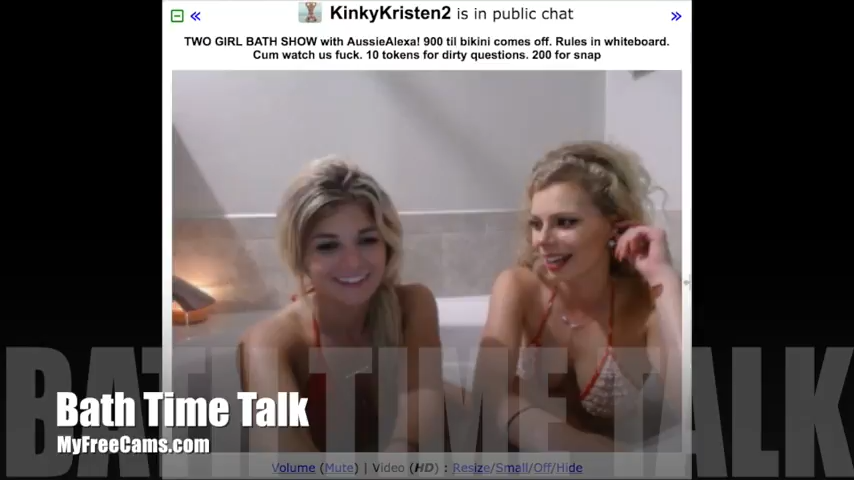 KinkyKristen2 is in public chat
TWO GIRL BATH SHOW with AussieAlexa! 900 til bikini comes off. Rules in whiteboard.
Cum watch us fuck. 10 tokens for dirty questions. 200 for snap
BATH TIME TALK
Bath Time Talk
MyFreeCams.com
Volume (Mute) | Video (HD) : Resize/Small/Off/Hide